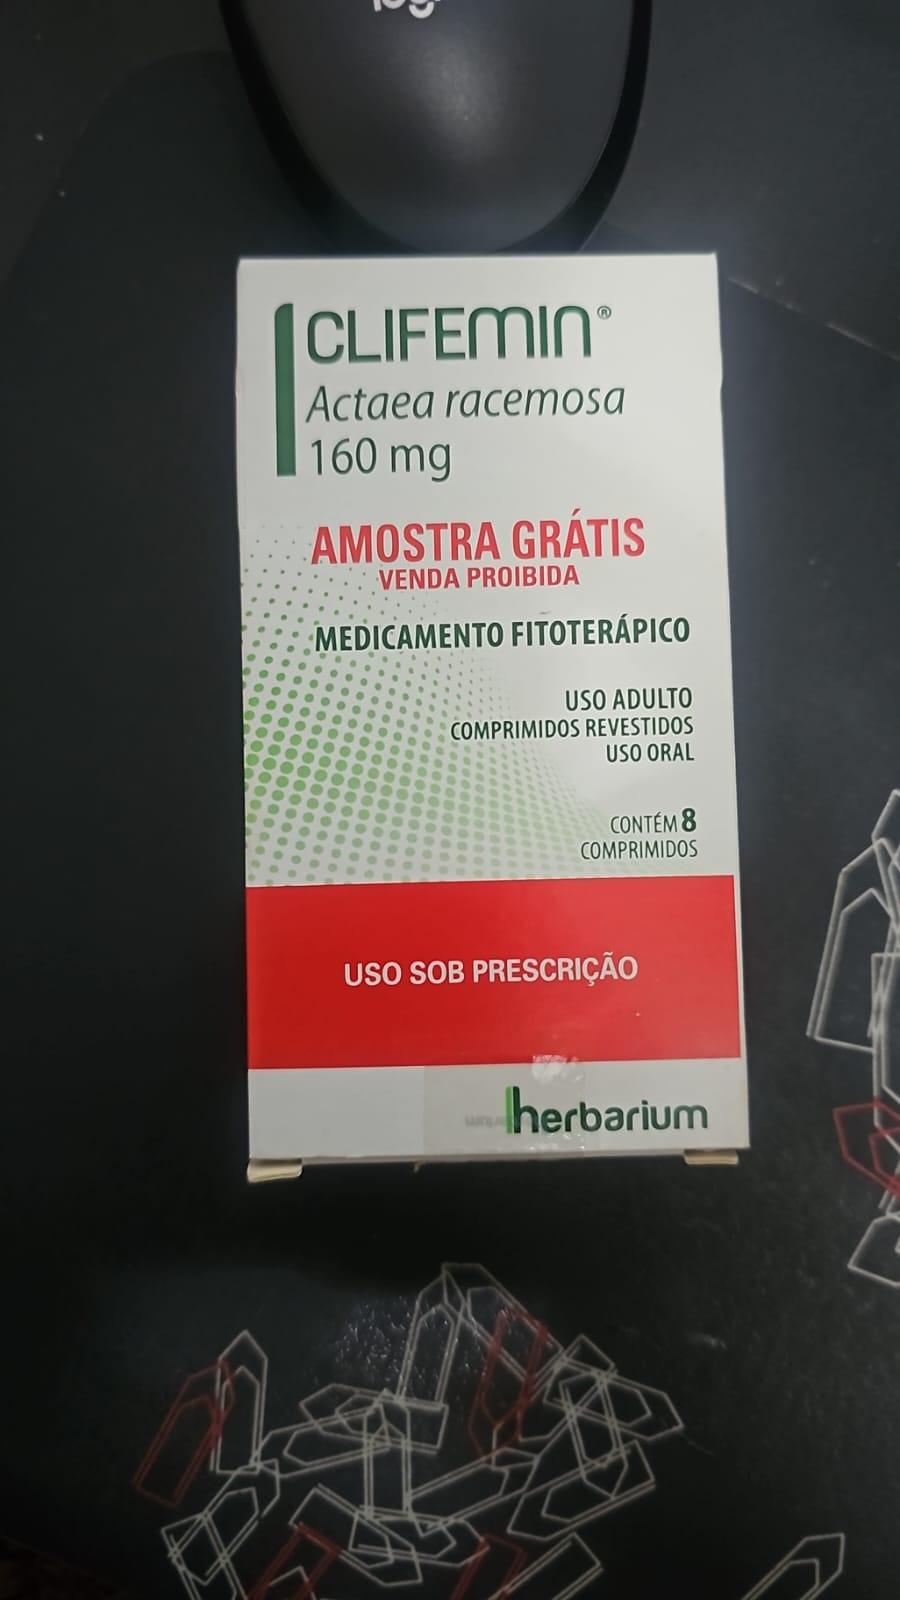 CLIFEMIN®
Actaea racemosa
160 mg
AMOSTRA GRÁTIS
VENDA PROIBIDA
MEDICAMENTO FITOTERÁPICO
USO ADULTO
COMPRIMIDOS REVESTIDOS
USO ORAL
CONTÉM 8
COMPRIMIDOS
USO SOB PRESCRIÇÃO
herbarium